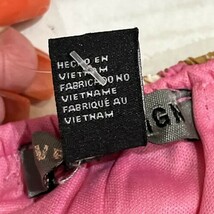 HECHO EN
VIETNAM
FABRICADO NO
VIETNAME
FABRIQUÉ AU
VIETNAM